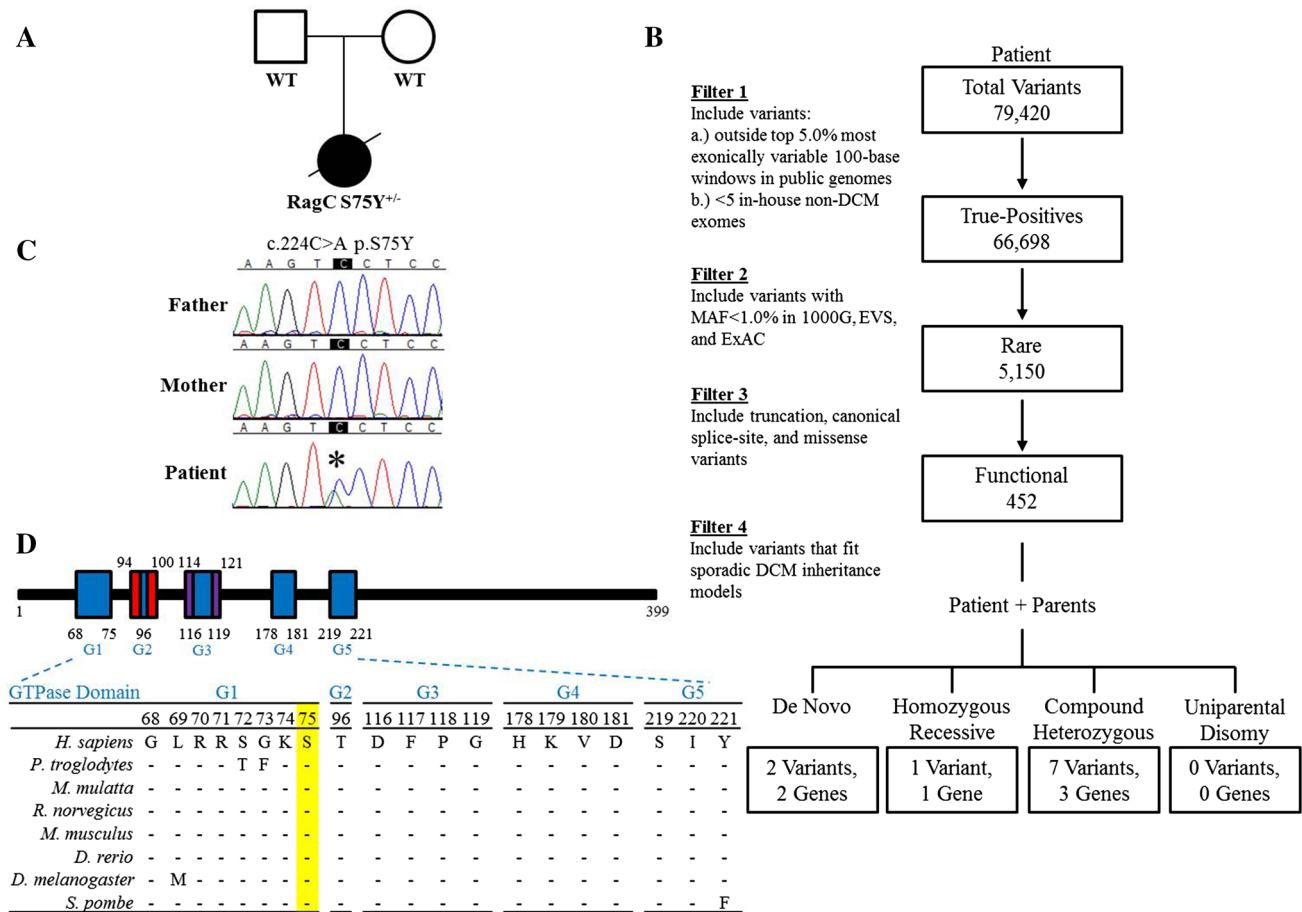 A
WT WT
RagC S75Y+/-
B
Patient
Total Variants
79,420
Filter 1
Include variants:
a.) outside top 5.0% most
exonically variable 100-base
windows in public genomes
b.) <5 in-house non-DCM
exomes
True-Positives
66,698
Filter 2
Include variants with
MAF<1.0% in 1000G, EVS,
and ExAC
Rare
5,150
Filter 3
Include truncation, canonical
splice-site, and missense
variants
Functional
452
Filter 4
Include variants that fit
sporadic DCM inheritance
models
Patient + Parents
De Novo
2 Variants,
2 Genes
Homozygous
Recessive
1 Variant,
1 Gene
Compound
Heterozygous
7 Variants,
3 Genes
Uniparental
Disomy
0 Variants,
0 Genes
C
c.224C>A p.S75Y
A A G T C C T C C
Father
A A G T C C T C C
Mother
A A G T C C T C C
Patient
*
D
94 100 114 121
1 399
68 75 96 116 119 178 181 219 221
G1 G2 G3 G4 G5
GTPase Domain G1 G2 G3 G4 G5
68 69 70 71 72 73 74 75 96 116 117 118 119 178 179 180 181 219 220 221
H. sapiens G L R R S G K S T D F P G H K V D S I Y
P. troglodytes - - - - T F - - - - - - - - - - - - - -
M. mulatta - - - - - - - - - - - - - - - - - - - -
R. norvegicus - - - - - - - - - - - - - - - - - - - -
M. musculus - - - - - - - - - - - - - - - - - - - -
D. rerio - - - - - - - - - - - - - - - - - - - -
D. melanogaster - M - - - - - - - - - - - - - - - - - -
S. pombe - - - - - - - - - - - - - - - - - - - F